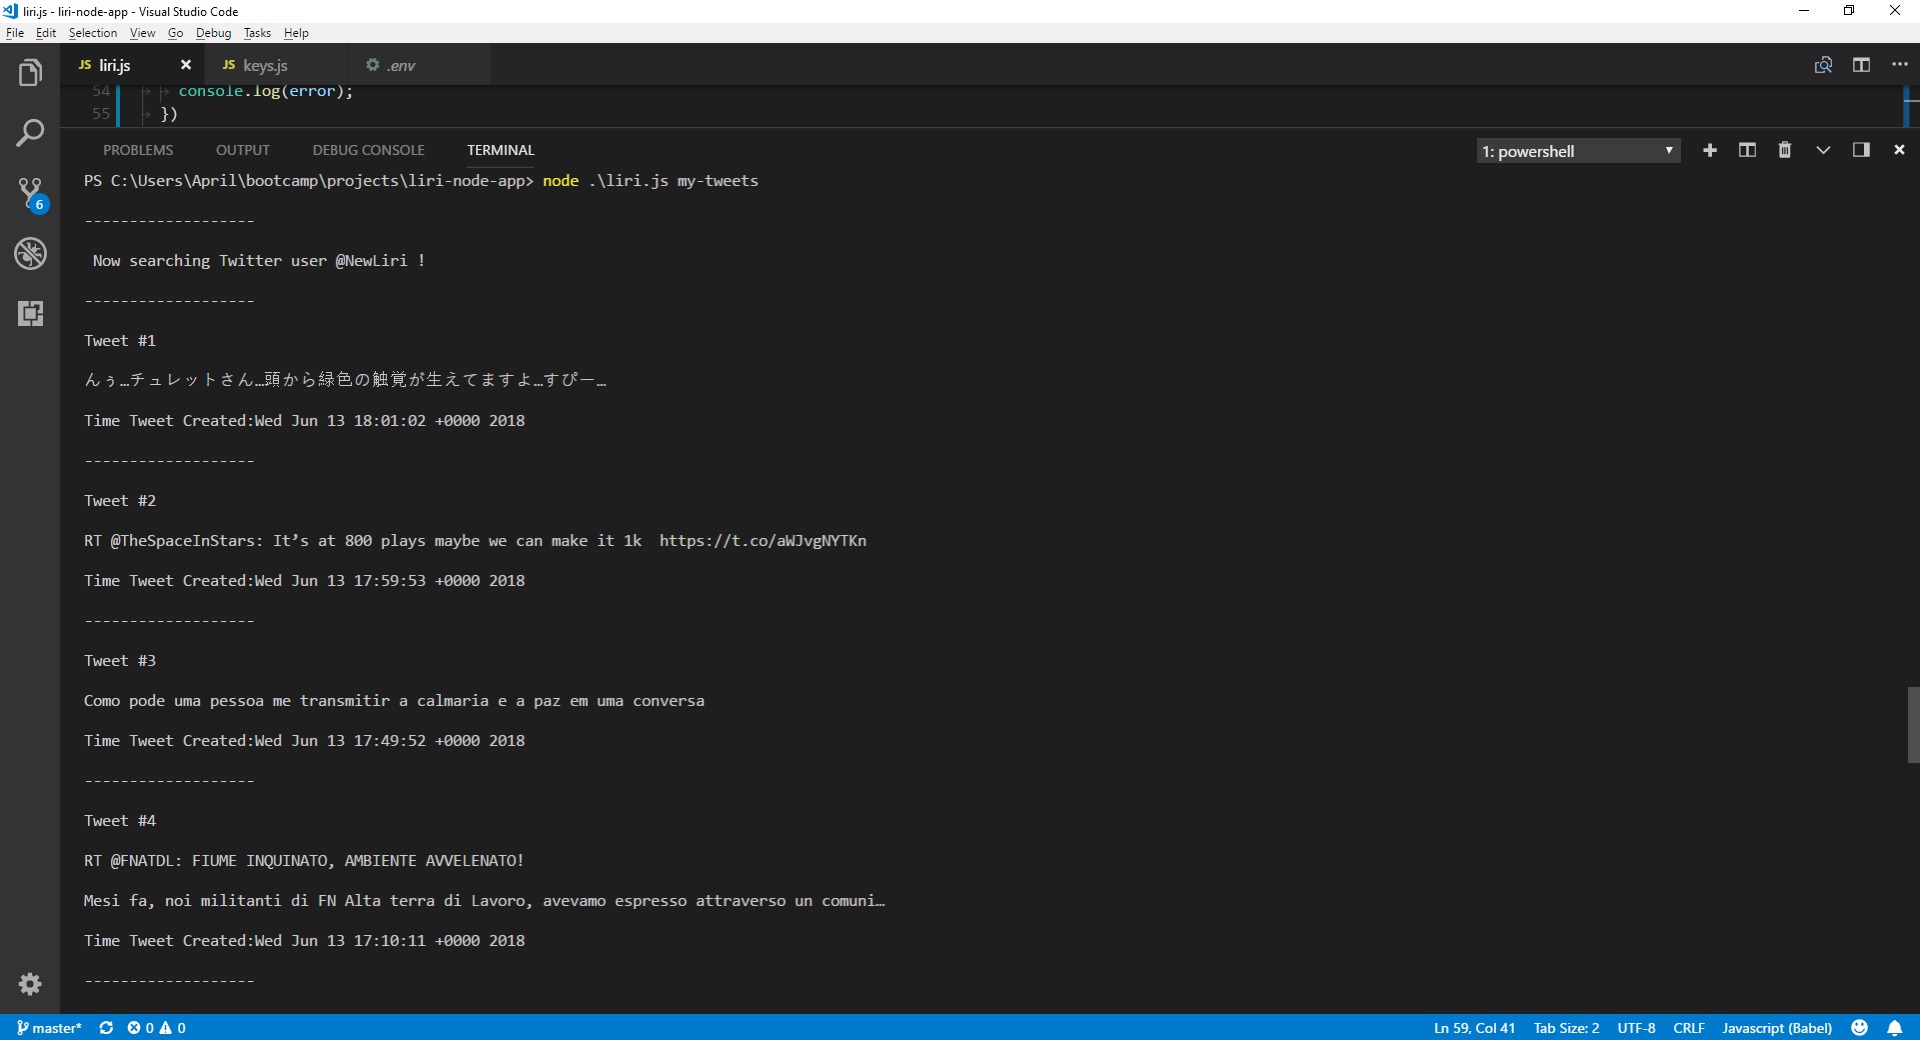 liri.js - liri-node-app - Visual Studio Code
File Edit Selection View Go Debug Tasks Help
JS liri.js JS keys.js .env
54 console.log(error);
55 })
PROBLEMS OUTPUT DEBUG CONSOLE TERMINAL 1: powershell
PS C:\Users\April\bootcamp\projects\liri-node-app> node .\liri.js my-tweets
-------------------
Now searching Twitter user @NewLiri !
-------------------
Tweet #1
んぅ…チュレットさん…頭から緑色の触覚が生えてますよ…すぴー…
Time Tweet Created:Wed Jun 13 18:01:02 +0000 2018
-------------------
Tweet #2
RT @TheSpaceInStars: It’s at 800 plays maybe we can make it 1k  https://t.co/aWJvgNYTKn
Time Tweet Created:Wed Jun 13 17:59:53 +0000 2018
-------------------
Tweet #3
Como pode uma pessoa me transmitir a calmaria e a paz em uma conversa
Time Tweet Created:Wed Jun 13 17:49:52 +0000 2018
-------------------
Tweet #4
RT @FNATDL: FIUME INQUINATO, AMBIENTE AVVELENATO!
Mesi fa, noi militanti di FN Alta terra di Lavoro, avevamo espresso attraverso un comuni…
Time Tweet Created:Wed Jun 13 17:10:11 +0000 2018
-------------------
6
master* 0 0 Ln 59, Col 41 Tab Size: 2 UTF-8 CRLF Javascript (Babel)